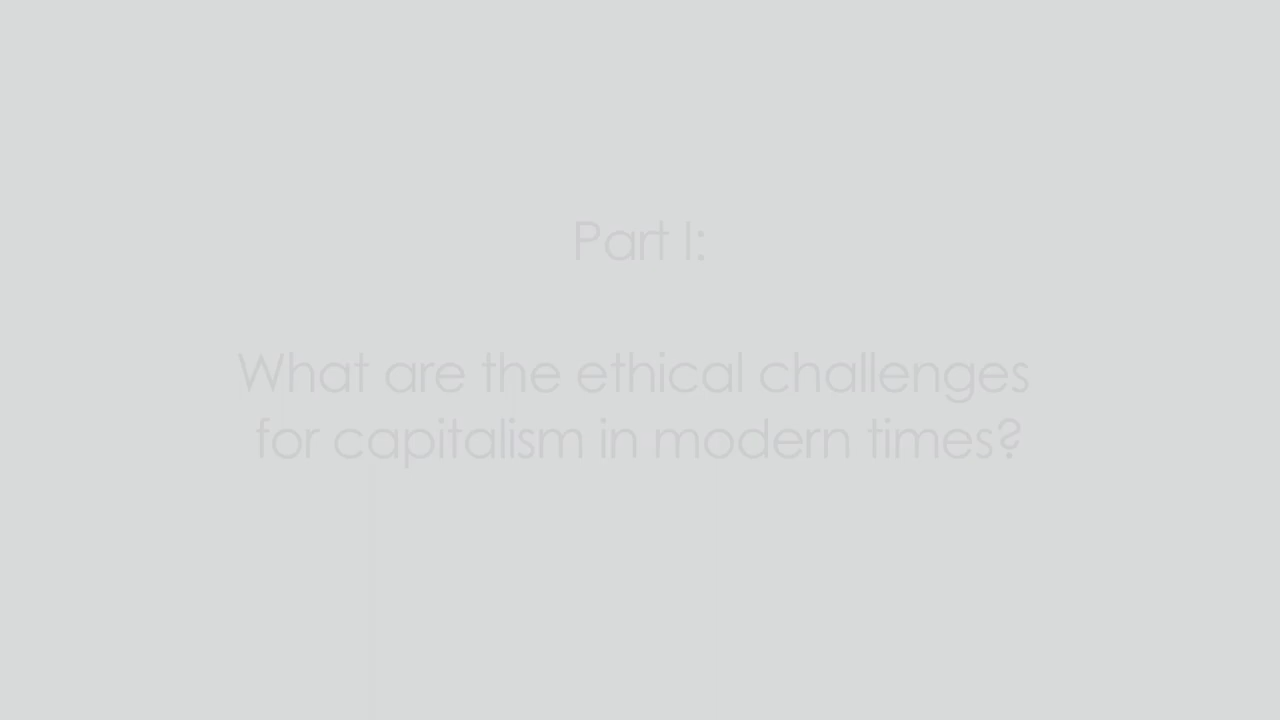 Part I:
What are the ethical challenges
for capitalism in modern times?